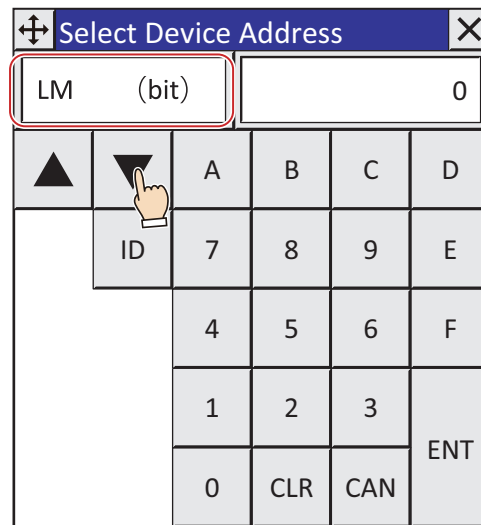 Select Device Address
LM （bit） 0
A B C D
ID 7 8 9 E
4 5 6 F
1 2 3
ENT
0 CLR CAN